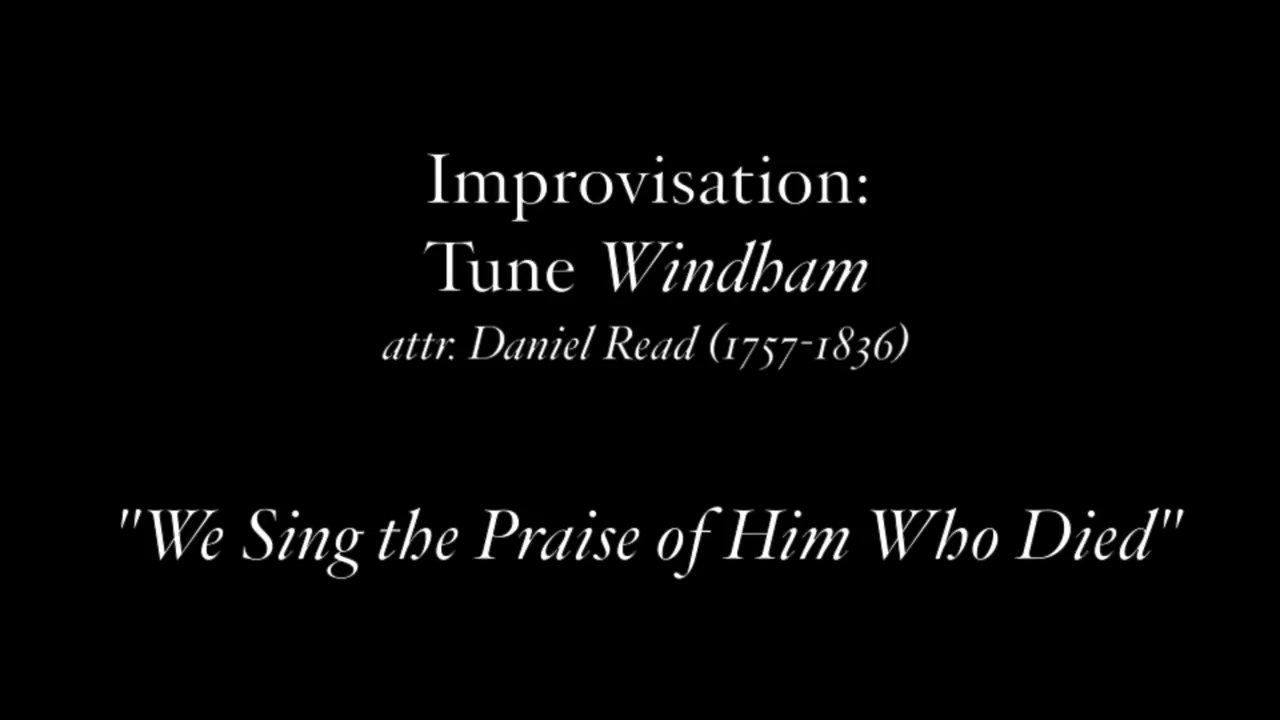 Improvisation:
Tune Windham
attr. Daniel Read (1757-1836)
"We Sing the Praise of Him Who Died"